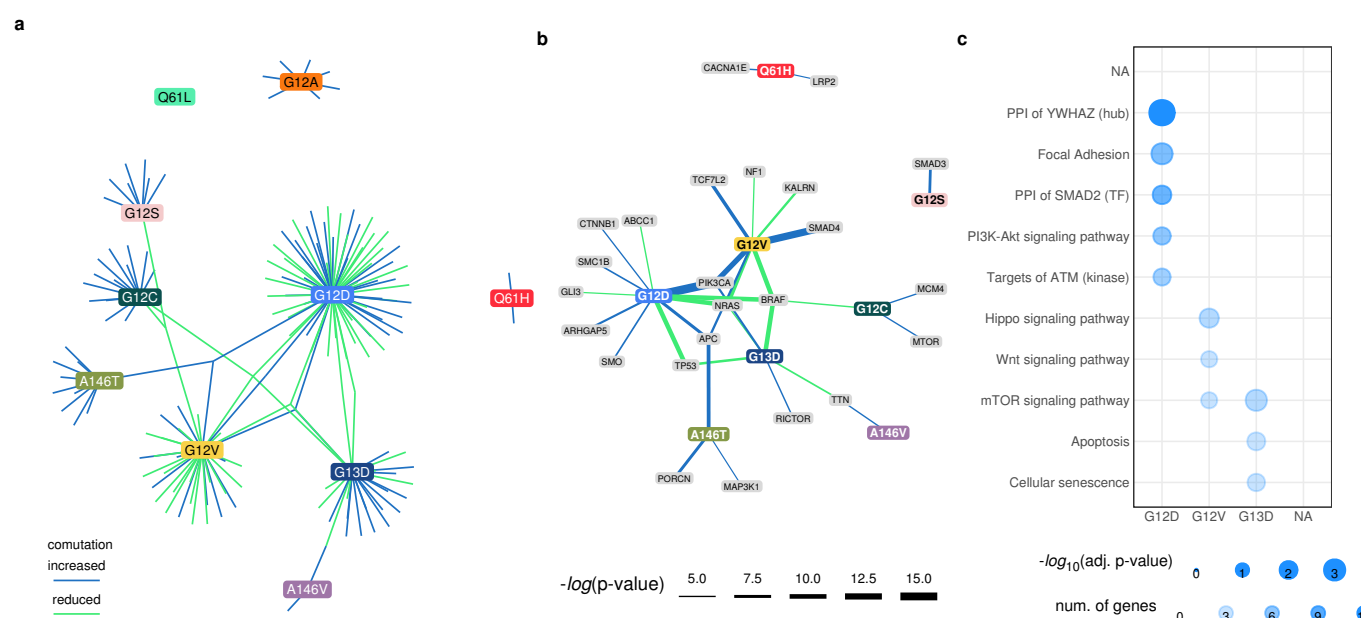 a
G12A
Q61L
G12S
G12C
G12D
Q61H
A146T
G12V
G13D
A146V
comutation
increased
reduced
b
CACNA1E
Q61H
LRP2
SMAD3
G12S
NF1
TCF7L2
KALRN
SMAD4
ABCC1
CTNNB1
G12V
SMC1B
PIK3CA
GLI3
G12D
NRAS
BRAF
G12C
MCM4
ARHGAP5
APC
MTOR
SMO
TP53
G13D
TTN
RICTOR
A146T
A146V
PORCN
MAP3K1
-log(p-value)
5.0 7.5 10.0 12.5 15.0
c
NA
PPI of YWHAZ (hub)
Focal Adhesion
PPI of SMAD2 (TF)
PI3K-Akt signaling pathway
Targets of ATM (kinase)
Hippo signaling pathway
Wnt signaling pathway
mTOR signaling pathway
Apoptosis
Cellular senescence
G12D G12V G13D NA
-log10(adj. p-value)
0 1 2 3
num. of genes
0 3 6 9